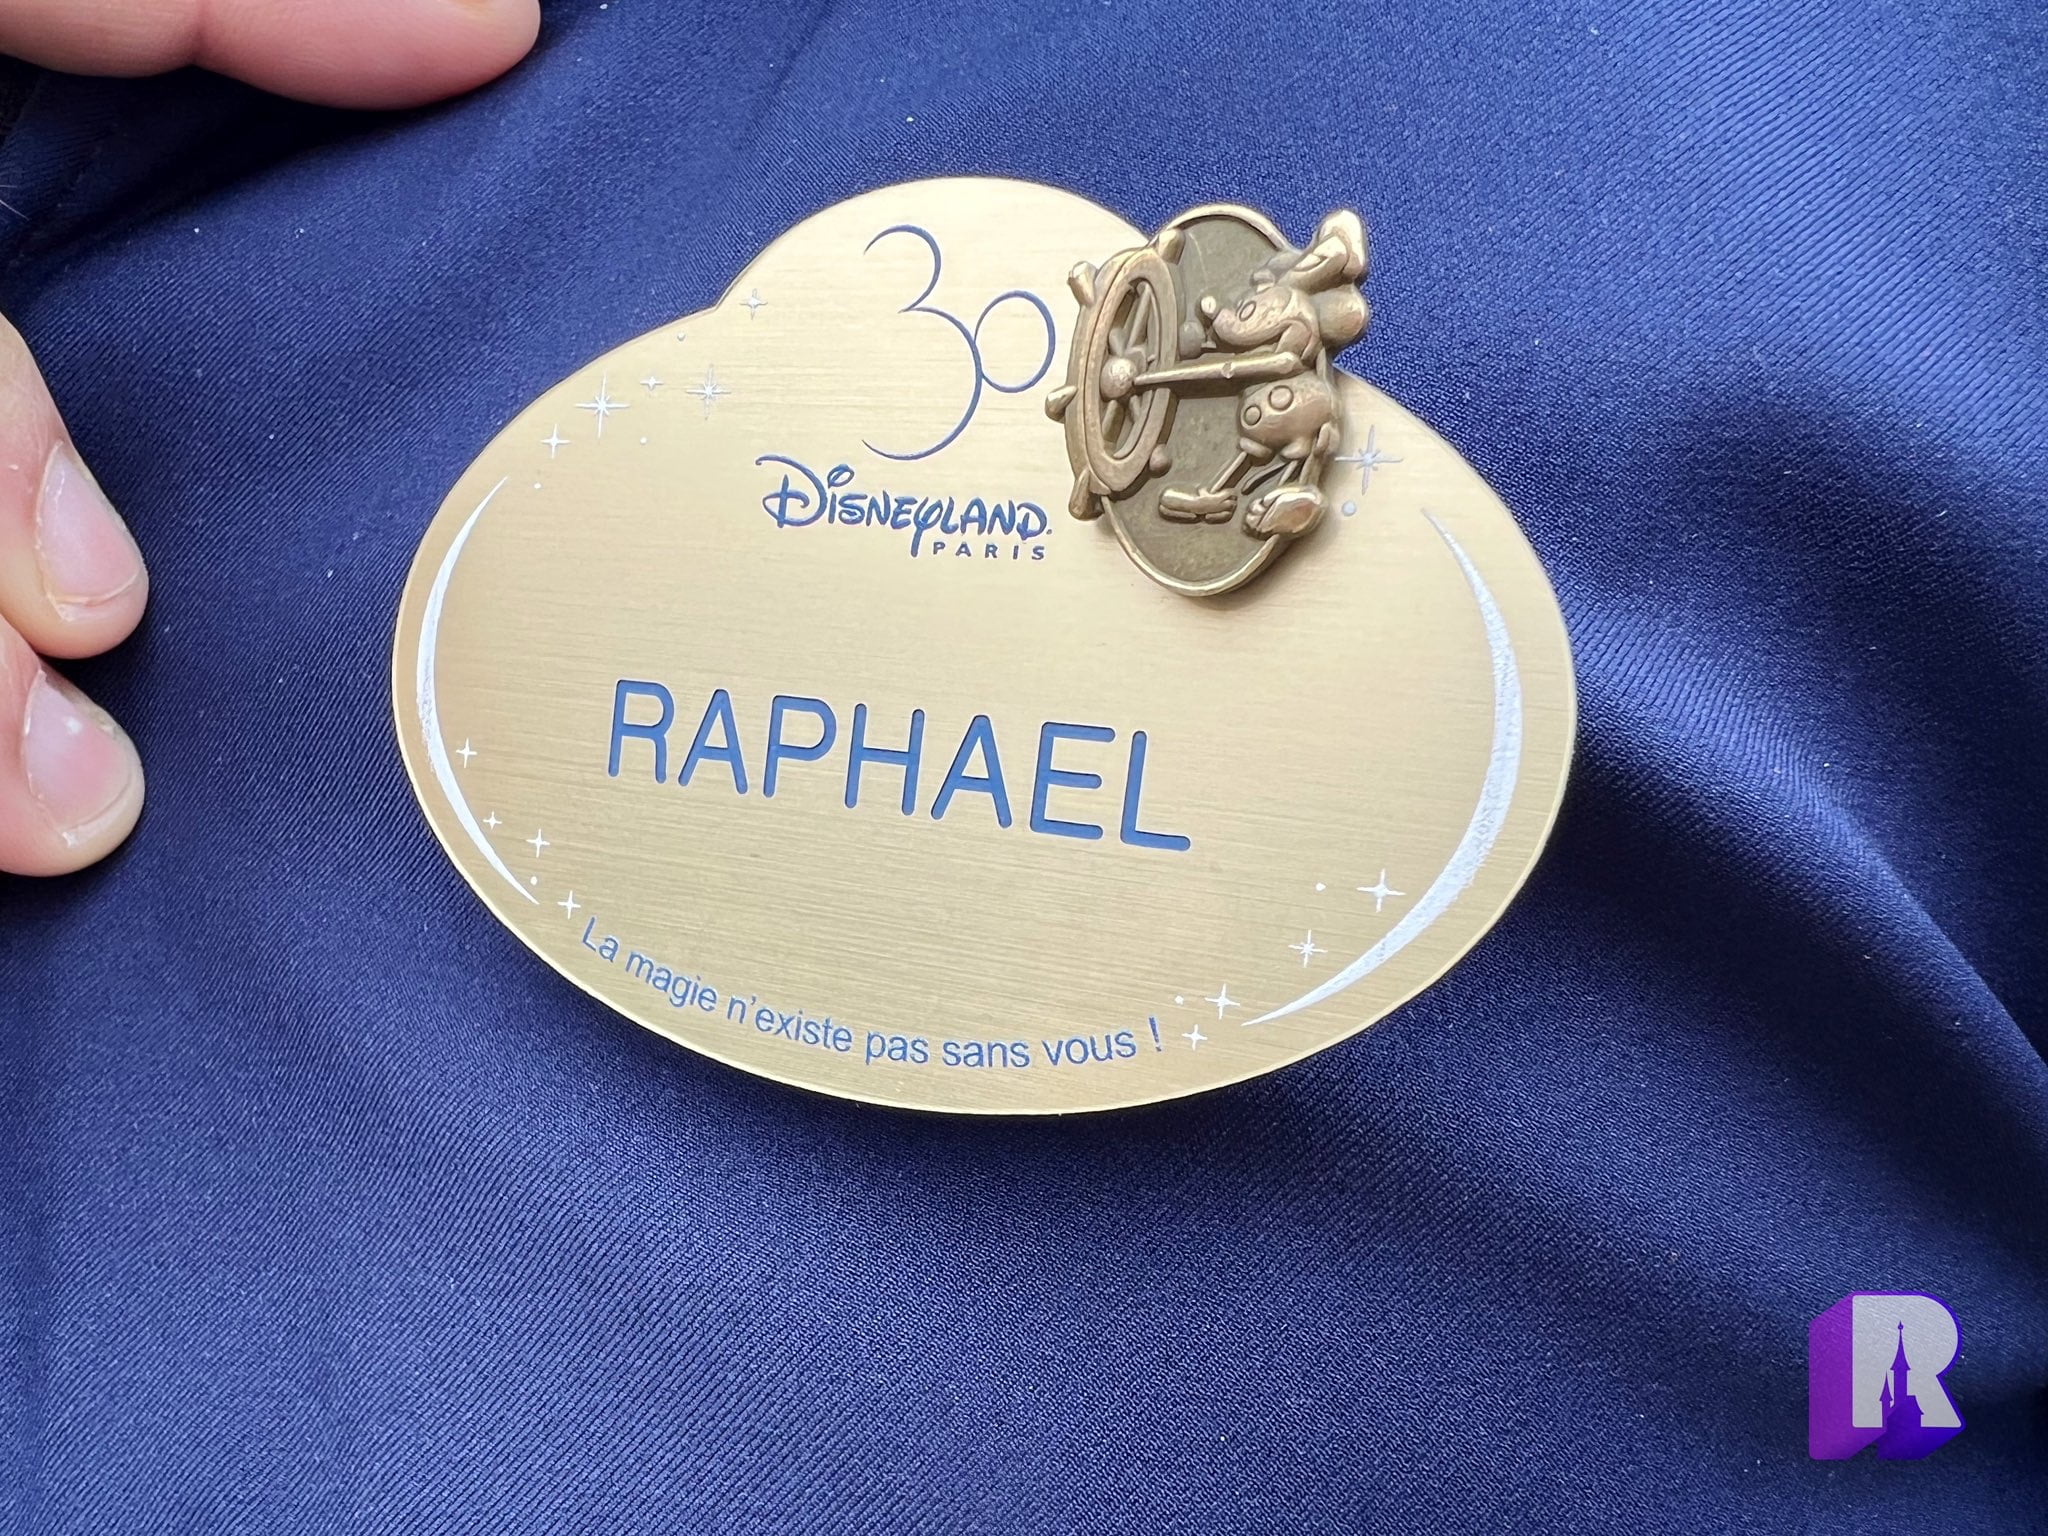 30
Disneyland
PARIS
RAPHAEL
La magie n'existe pas sans vous !
R